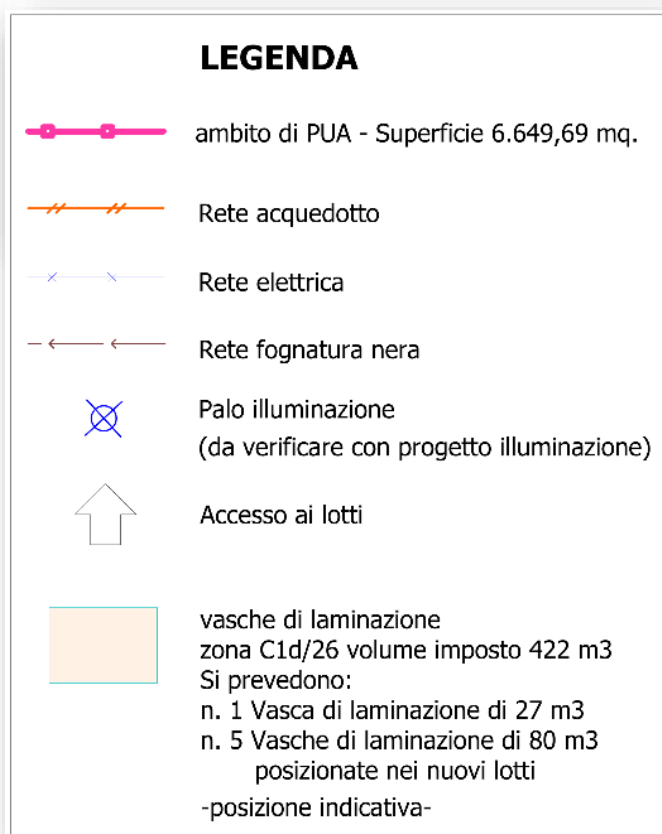 LEGENDA
ambito di PUA - Superficie 6.649,69 mq.
Rete acquedotto
Rete elettrica
Rete fognatura nera
Palo illuminazione
(da verificare con progetto illuminazione)
Accesso ai lotti
vasche di laminazione
zona C1d/26 volume imposto 422 m3
Si prevedono:
n. 1 Vasca di laminazione di 27 m3
n. 5 Vasche di laminazione di 80 m3
posizionate nei nuovi lotti
-posizione indicativa-